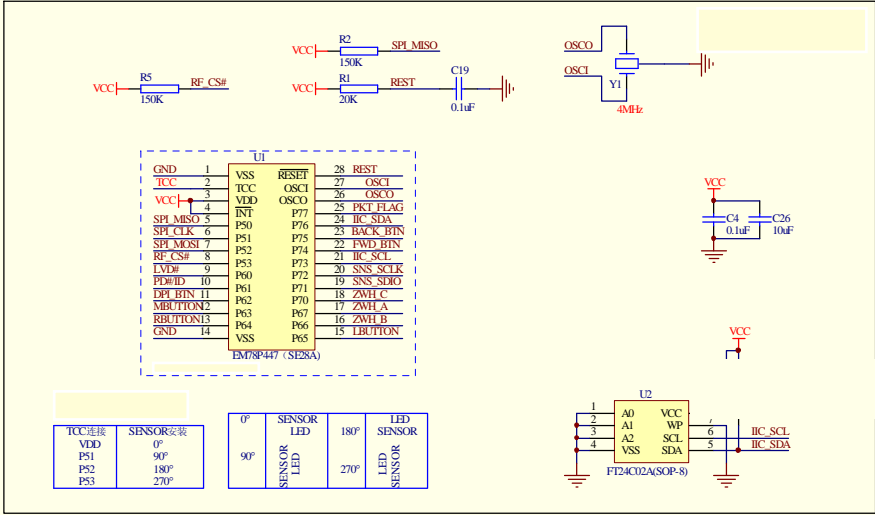 R2
VCC SPI_MISO
150K
R5
VCC RF_CS#
150K
R1
VCC REST
20K
C19
0.1uF
OSCO
OSCI
Y1
4MHz
U1
GND 1 VSS RESET 28 REST
TCC 2 TCC OSCI 27 OSCI
VCC 3 VDD OSCO 26 OSCO
4 INT P77 25 PKT_FLAG
SPI_MISO 5 P50 P76 24 IIC_SDA
SPI_CLK 6 P51 P75 23 BACK_BTN
SPI_MOSI 7 P52 P74 22 FWD_BTN
RF_CS# 8 P53 P73 21 IIC_SCL
LVD# 9 P60 P72 20 SNS_SCLK
PD#/ID 10 P61 P71 19 SNS_SDIO
DPI_BTN 11 P62 P70 18 ZWH_C
MBUTTON 12 P63 P67 17 ZWH_A
RBUTTON 13 P64 P66 16 ZWH_B
GND 14 VSS P65 15 LBUTTON
EM78P447（SE28A)
VCC
C4 C26
0.1uF 10uF
VCC
U2
1 A0 VCC
2 A1 WP 7
3 A2 SCL 6 IIC_SCL
4 VSS SDA 5 IIC_SDA
FT24C02A(SOP-8)
TCC连接 SENSOR安装
VDD 0°
P51 90°
P52 180°
P53 270°
0° SENSOR LED 180° LED SENSOR
90° SENSOR LED 270° LED SENSOR